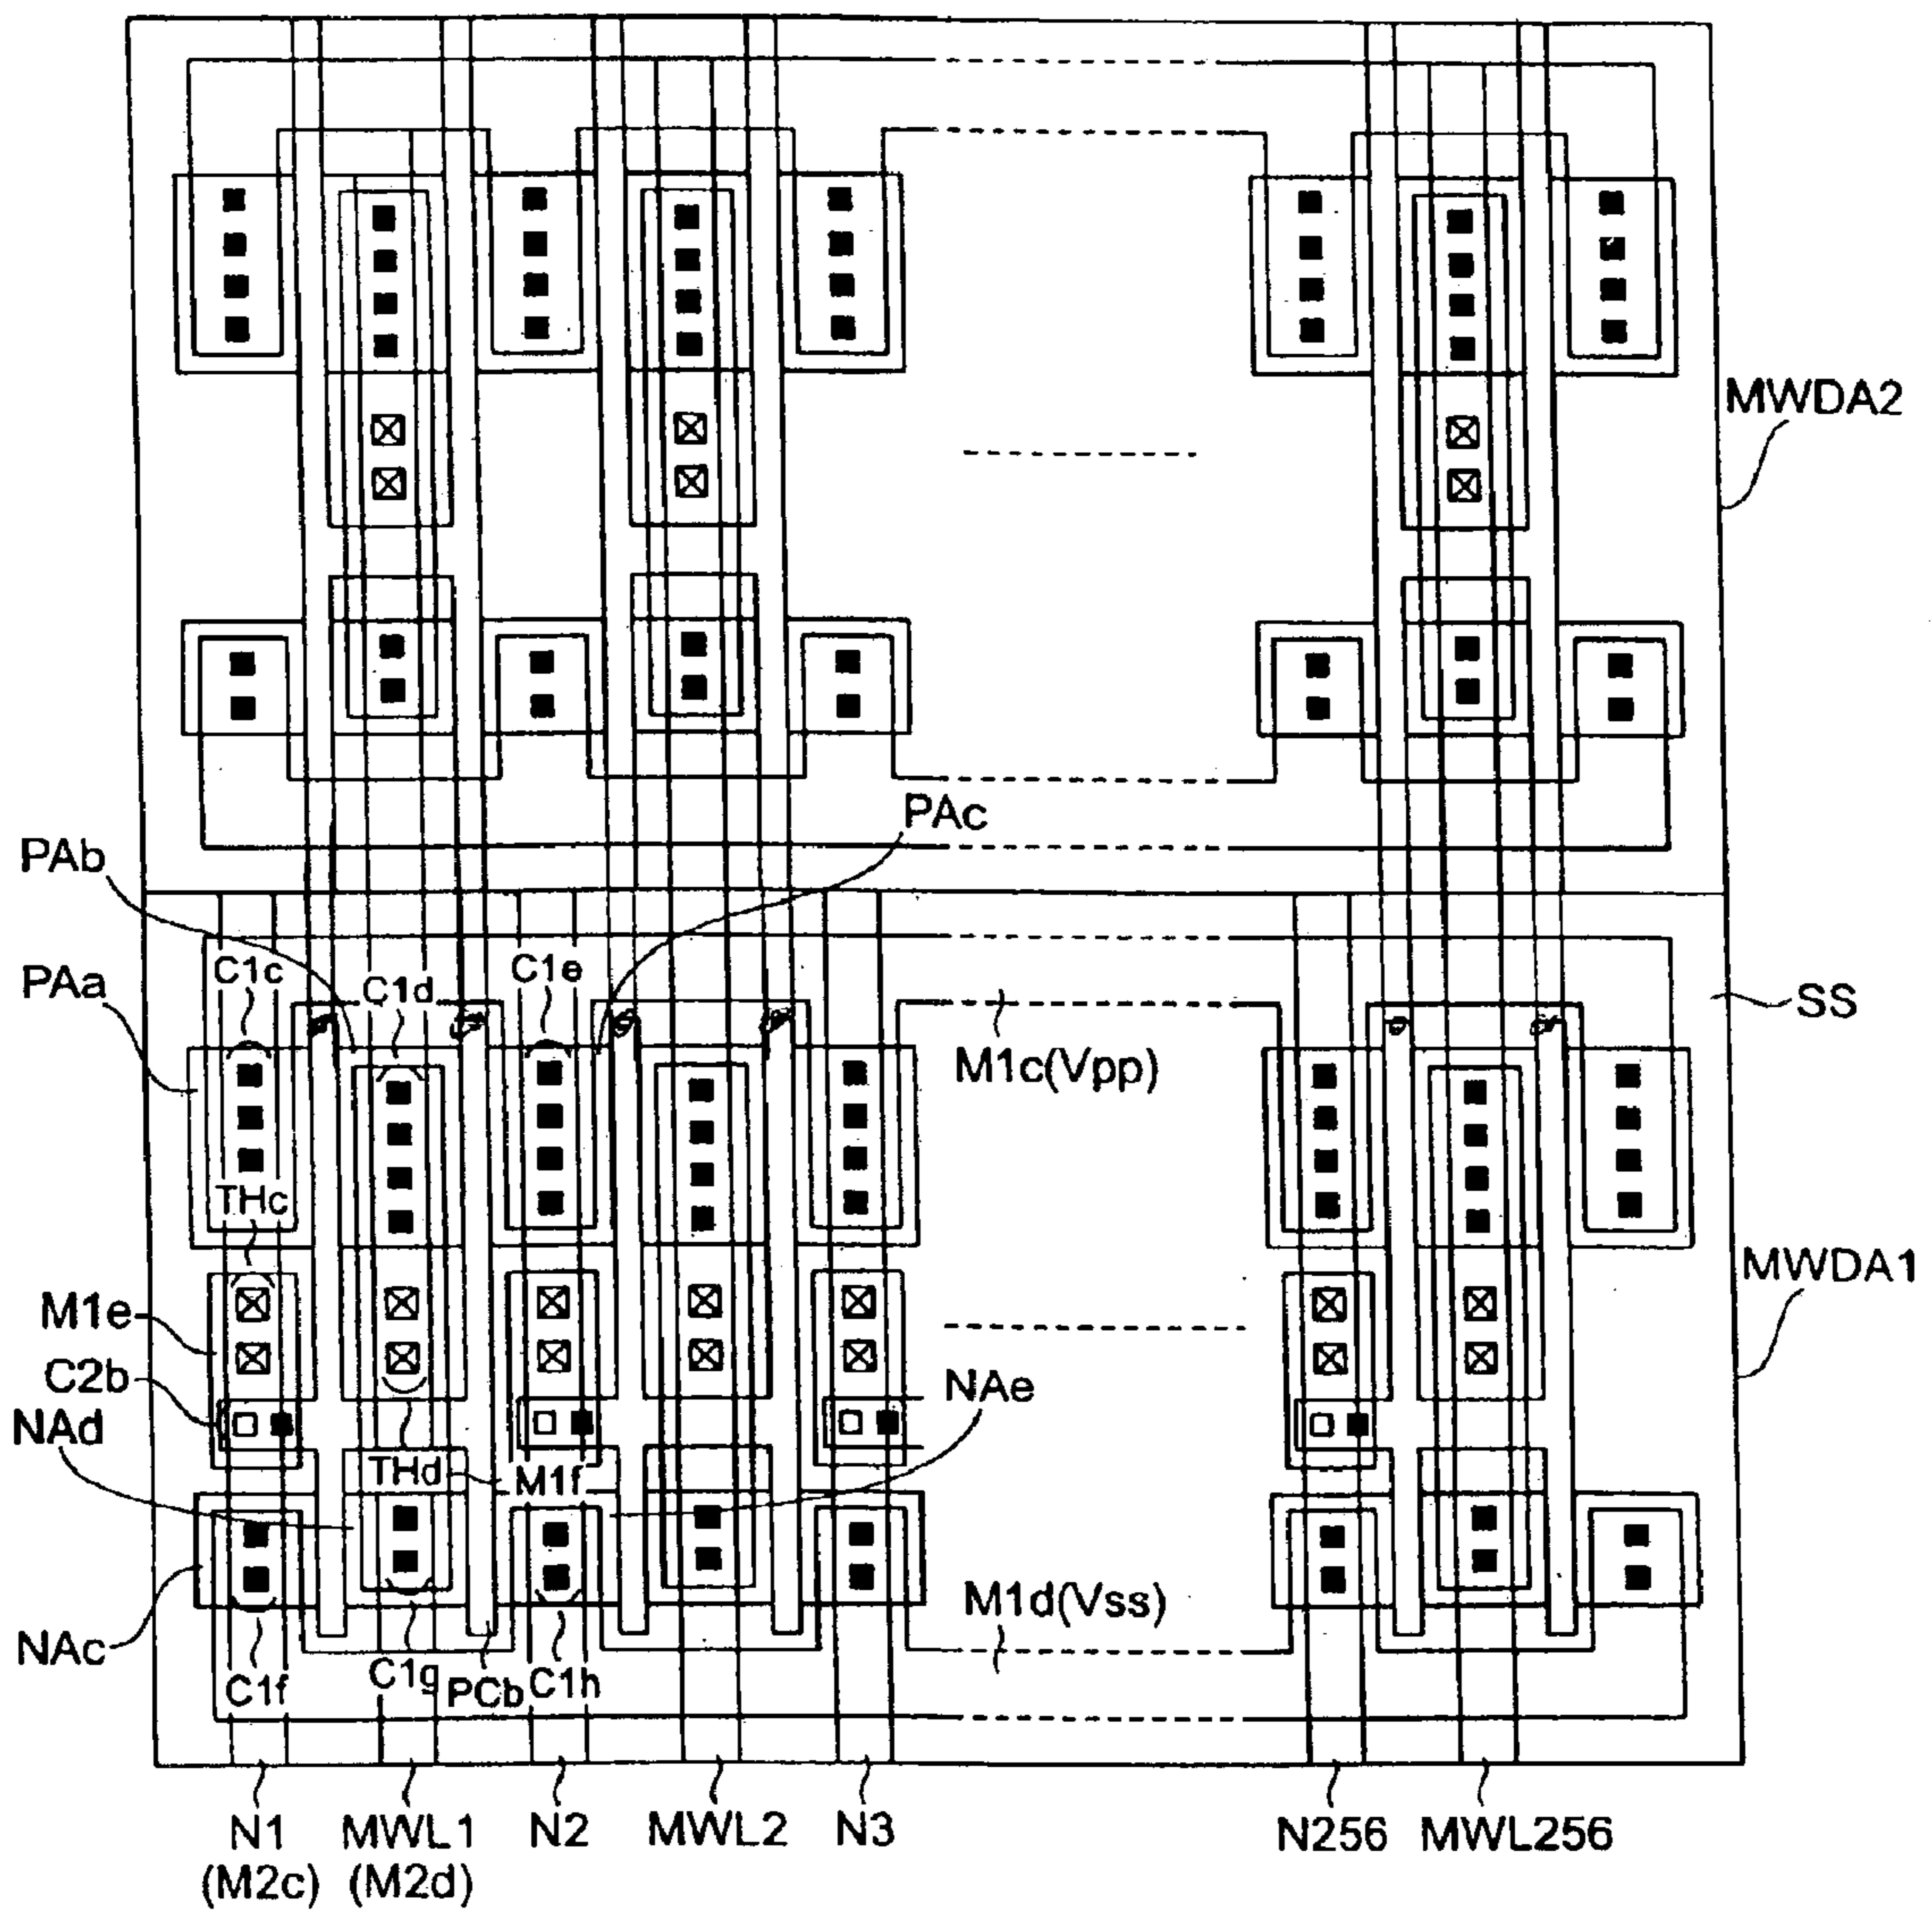 MWDA2
PAc
PAb
C1c
C1d
C1e
PAa
SS
M1c(Vpp)
THc
MWDA1
M1e
C2b
NAe
NAd
THd
M1f
M1d(Vss)
NAc
C1f
C1g
PCb
C1h
N1
MWL1
N2
MWL2
N3
N256
MWL256
(M2c)
(M2d)